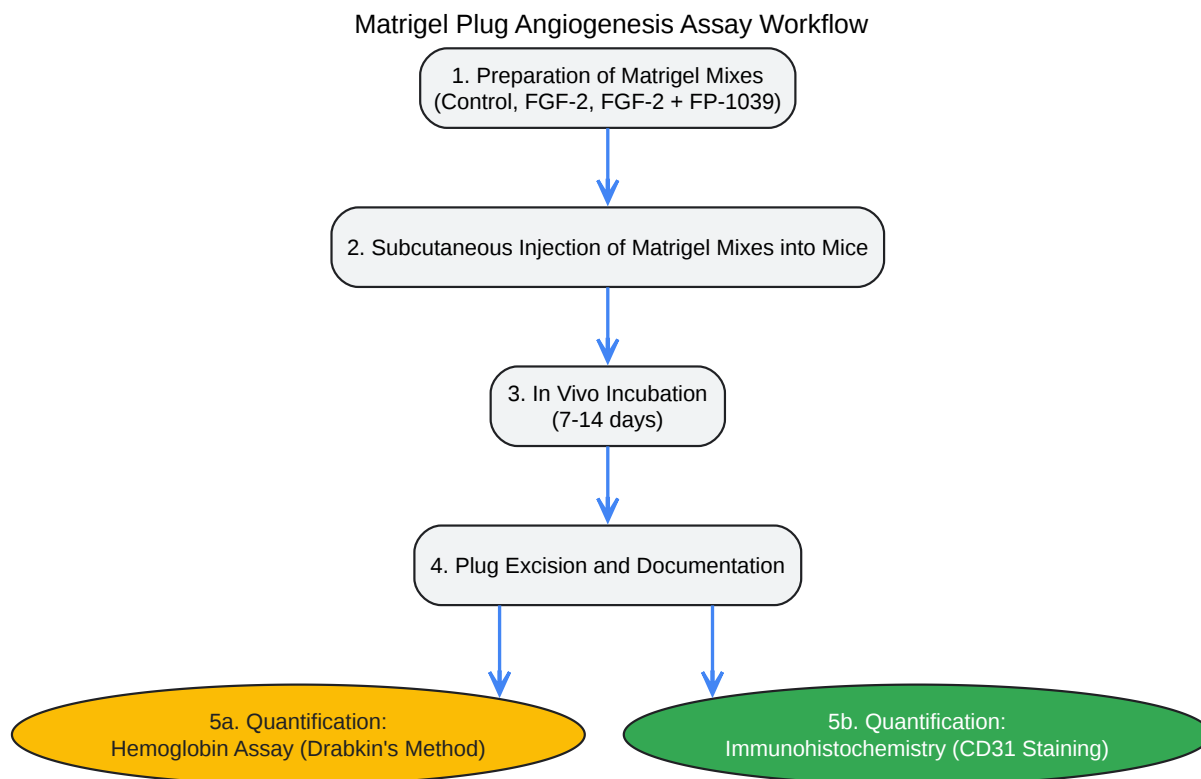 Matrigel Plug Angiogenesis Assay Workflow
1. Preparation of Matrigel Mixes
(Control, FGF-2, FGF-2 + FP-1039)
2. Subcutaneous Injection of Matrigel Mixes into Mice
3. In Vivo Incubation
(7-14 days)
4. Plug Excision and Documentation
5a. Quantification:
Hemoglobin Assay (Drabkin's Method)
5b. Quantification:
Immunohistochemistry (CD31 Staining)